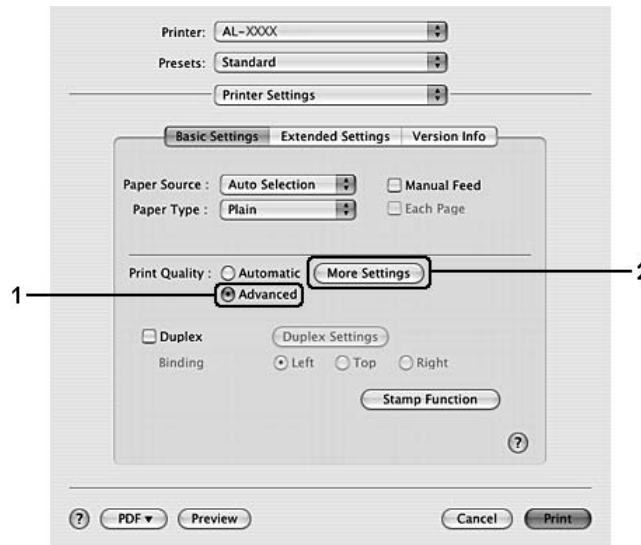 Printer: AL-XXXX
Presets: Standard
Printer Settings
Basic Settings Extended Settings Version Info
Paper Source : Auto Selection Manual Feed
Paper Type : Plain Each Page
Print Quality : Automatic More Settings 2
1 Advanced
Duplex Duplex Settings
Binding Left Top Right
Stamp Function
?
? PDF▼ Preview Cancel Print